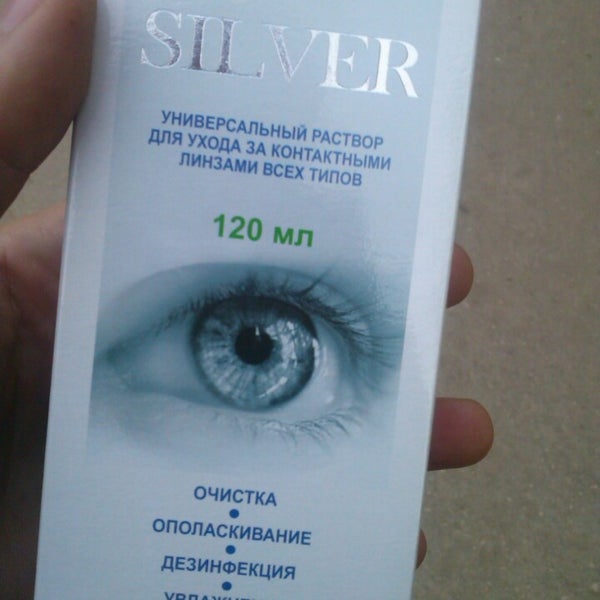 SILVER
УНИВЕРСАЛЬНЫЙ РАСТВОР
ДЛЯ УХОДА ЗА КОНТАКТНЫМИ
ЛИНЗАМИ ВСЕХ ТИПОВ
120 мл
ОЧИСТКА
•
ОПОЛАСКИВАНИЕ
•
ДЕЗИНФЕКЦИЯ
•